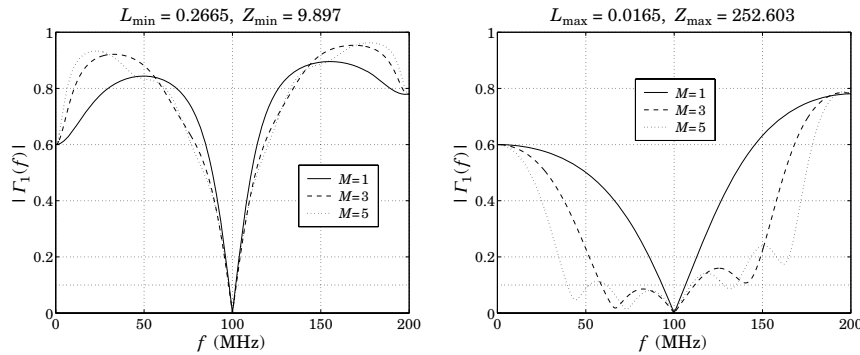 L_min = 0.2665, Z_min = 9.897
1
0.8
0.6
0.4
0.2
0
|Γ₁(f)|
M=1
M=3
M=5
0 50 100 150 200
f (MHz)
L_max = 0.0165, Z_max = 252.603
1
0.8
0.6
0.4
0.2
0
|Γ₁(f)|
M=1
M=3
M=5
0 50 100 150 200
f (MHz)